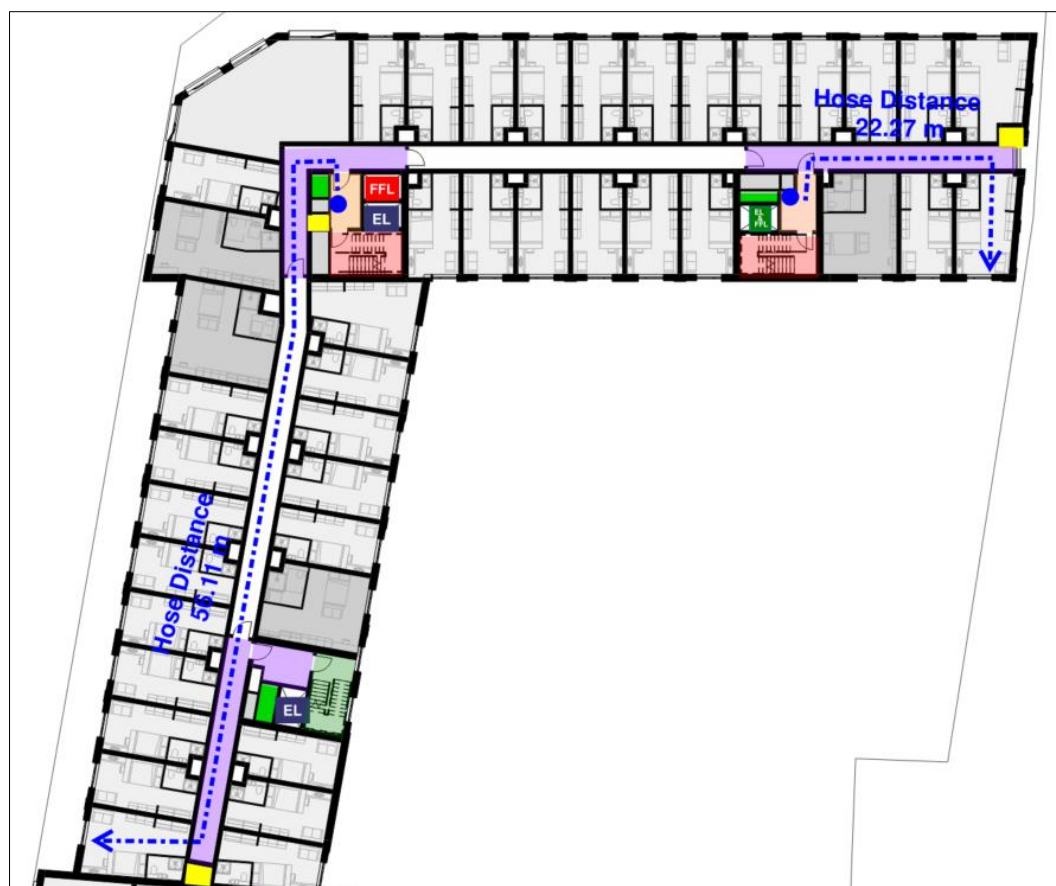 Hose Distance
22.27 m
FFL
EL
EL
&
FFL
Hose Distance
56.11 m
EL